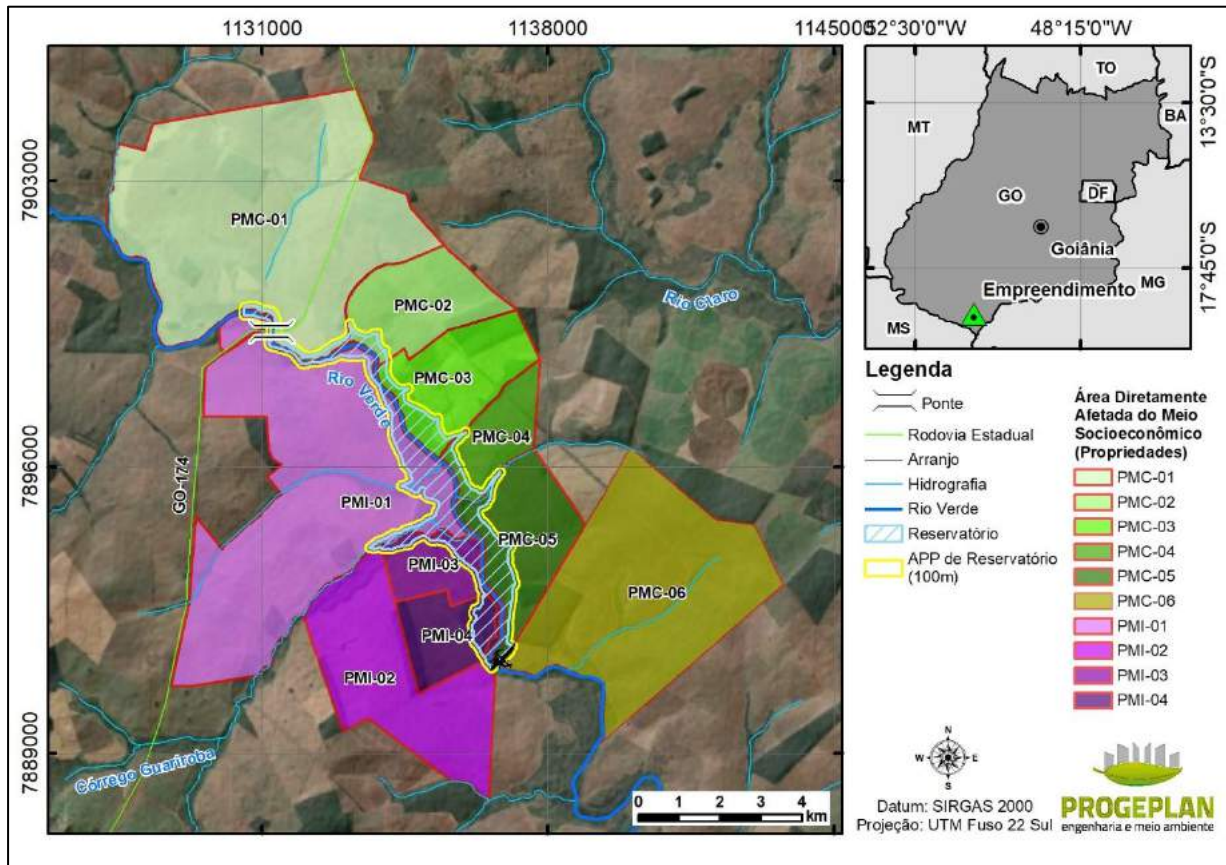 1131000
1138000
1145000
7903000
7896000
7889000
PMC-01
PMC-02
PMC-03
PMC-04
PMC-05
PMC-06
PMI-01
PMI-03
PMI-04
PMI-02
Rio Claro
Rio Verde
GO-174
Córrego Guariroba
0 1 2 3 4
km
52°30'0"W
48°15'0"W
13°30'0"S
17°45'0"S
TO
BA
MT
GO
DF
Goiânia
MG
Empreendimento
MS
Legenda
Ponte
Rodovia Estadual
Arranjo
Hidrografia
Rio Verde
Reservatório
APP de Reservatório
(100m)
Área Diretamente
Afetada do Meio
Socioeconômico
(Propriedades)
PMC-01
PMC-02
PMC-03
PMC-04
PMC-05
PMC-06
PMI-01
PMI-02
PMI-03
PMI-04
N
W
E
S
Datum: SIRGAS 2000
Projeção: UTM Fuso 22 Sul
PROGEPLAN
engenharia e meio ambiente